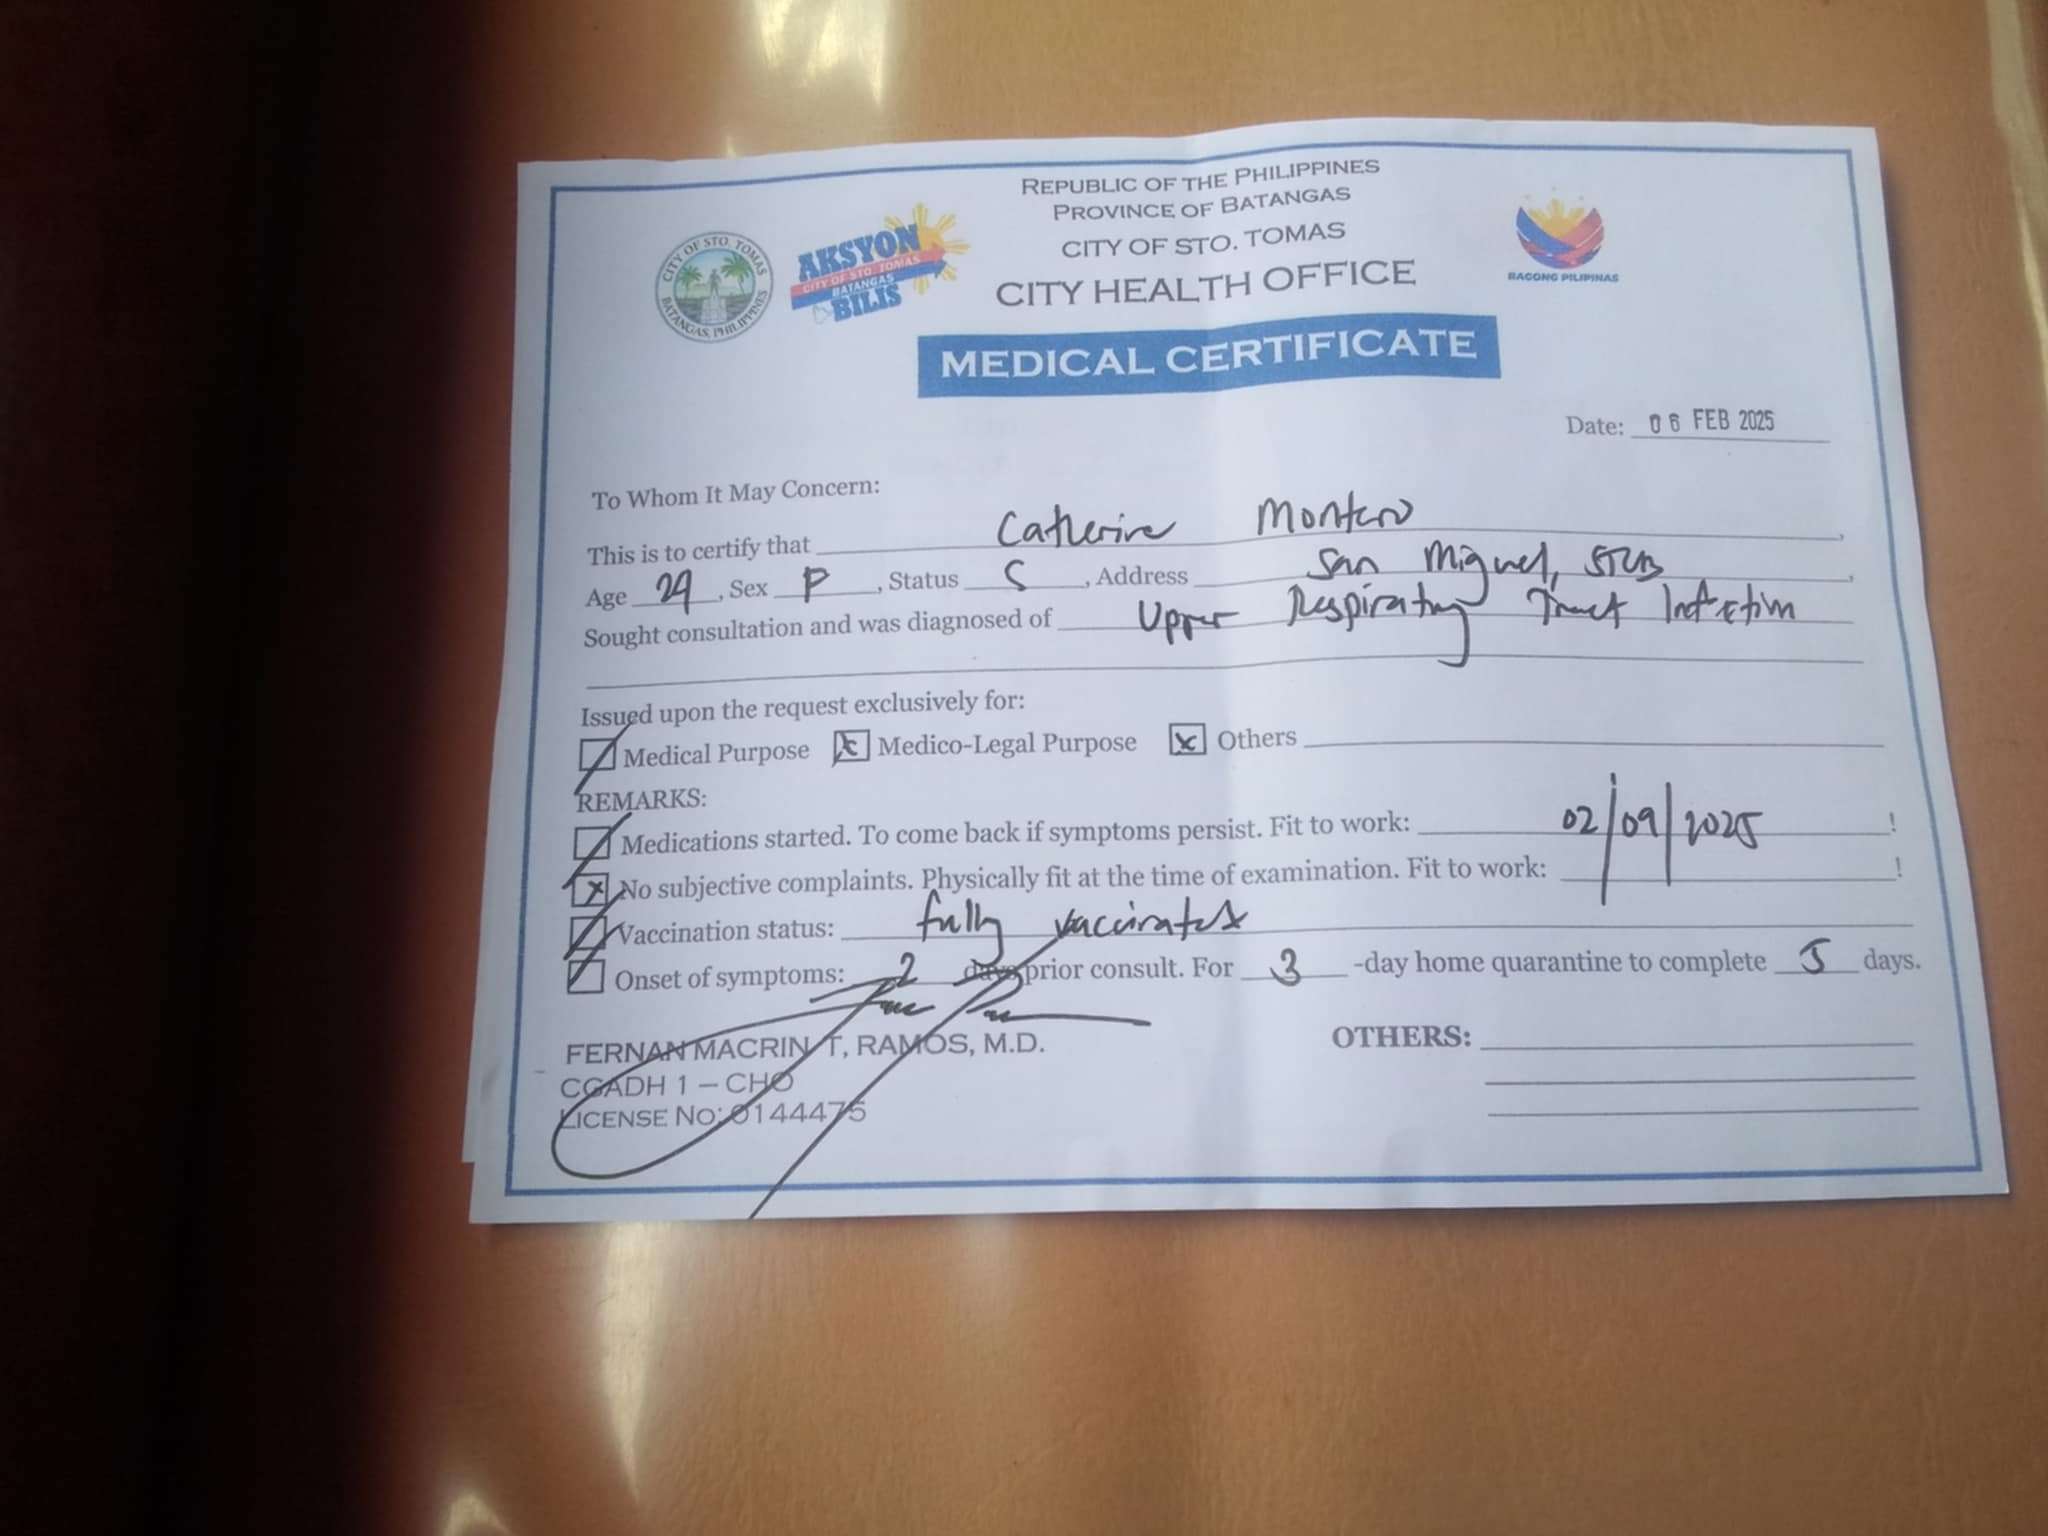 REPUBLIC OF THE PHILIPPINES
PROVINCE OF BATANGAS
CITY OF STO. TOMAS
CITY HEALTH OFFICE
CITY OF STO. TOMAS
BATANGAS, PHILIPPINES
AKSYON
CITY OF STO. TOMAS
BATANGAS
BILIS
BAGONG PILIPINAS
MEDICAL CERTIFICATE
Date: 06 FEB 2025
To Whom It May Concern:
This is to certify that Catherine Montero,
Age 29, Sex F, Status S, Address San Miguel, STCB,
Sought consultation and was diagnosed of Upper Respiratory Tract Infection
Issued upon the request exclusively for:
Medical Purpose x Medico-Legal Purpose x Others
REMARKS:
Medications started. To come back if symptoms persist. Fit to work: 02/09/2025!
x No subjective complaints. Physically fit at the time of examination. Fit to work: !
Vaccination status: fully vaccinated
Onset of symptoms: 2 days prior consult. For 3 -day home quarantine to complete 5 days.
FERNAN MACRIN T, RAMOS, M.D.
CGADH 1 – CHO
LICENSE NO: 0144475
OTHERS: